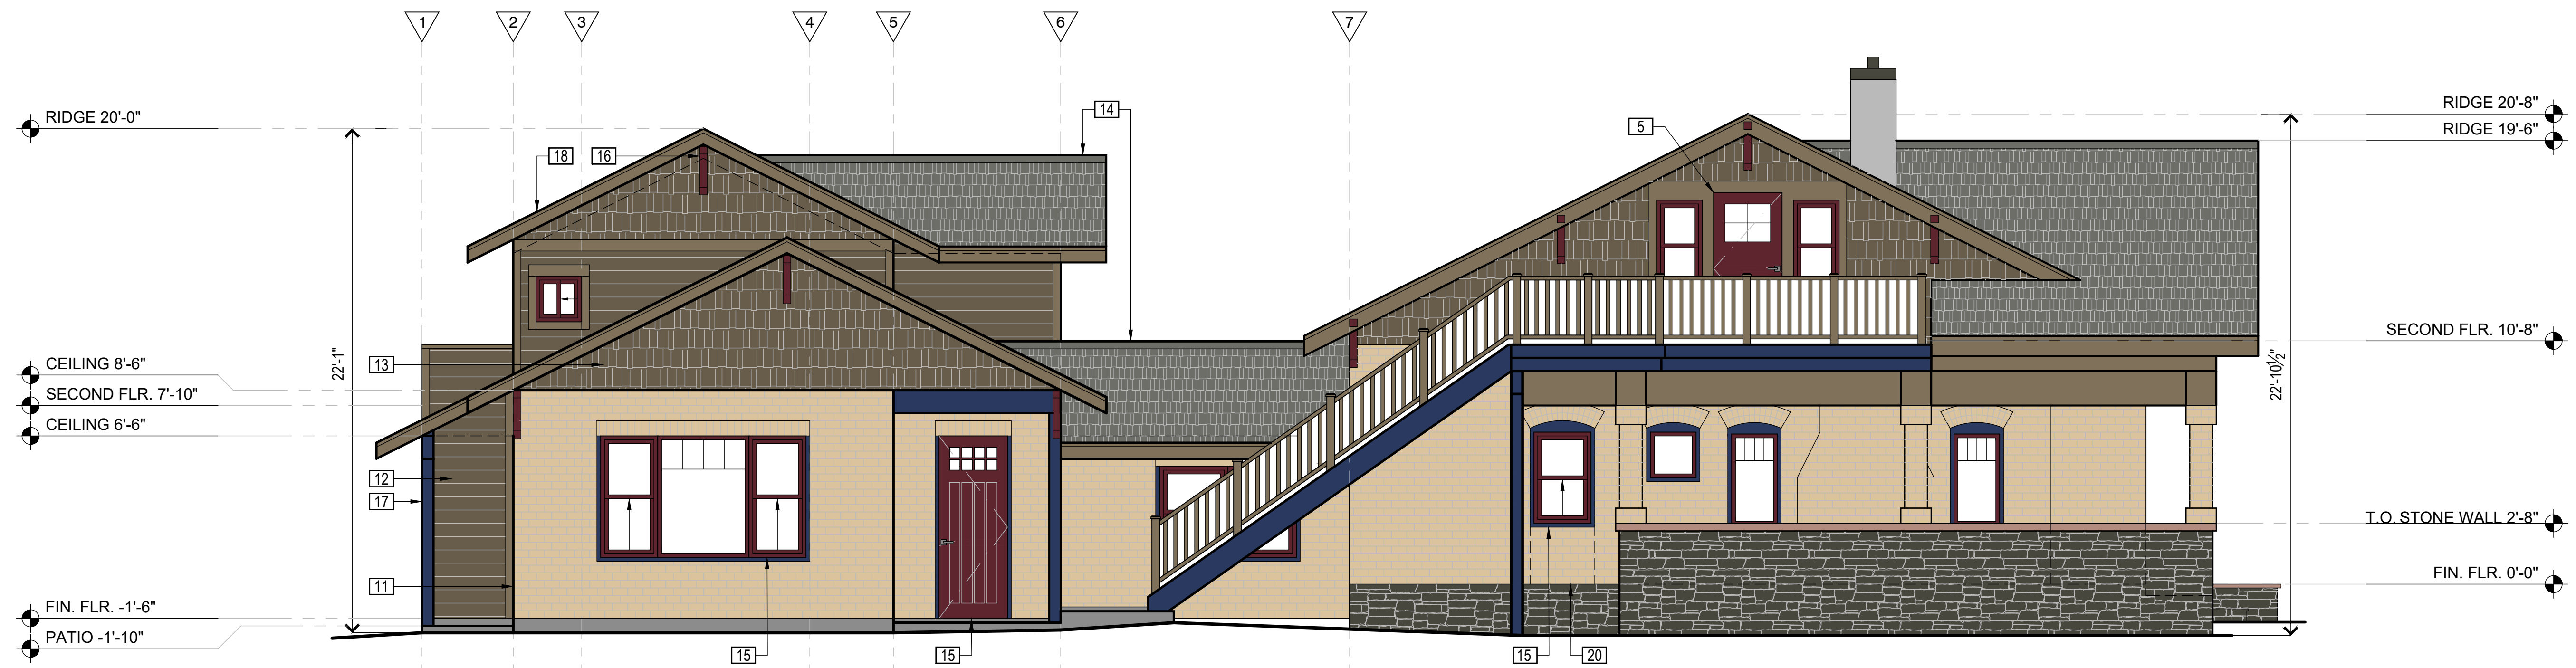 1 2 3 4 5 6 7
14
RIDGE 20'-0"
RIDGE 20'-8"
5
RIDGE 19'-6"
18 16
SECOND FLR. 10'-8"
22'-1"
22'-10½"
CEILING 8'-6"
13
SECOND FLR. 7'-10"
CEILING 6'-6"
12
17
T.O. STONE WALL 2'-8"
11
FIN. FLR. 0'-0"
FIN. FLR. -1'-6"
PATIO -1'-10"
15 15 15 20